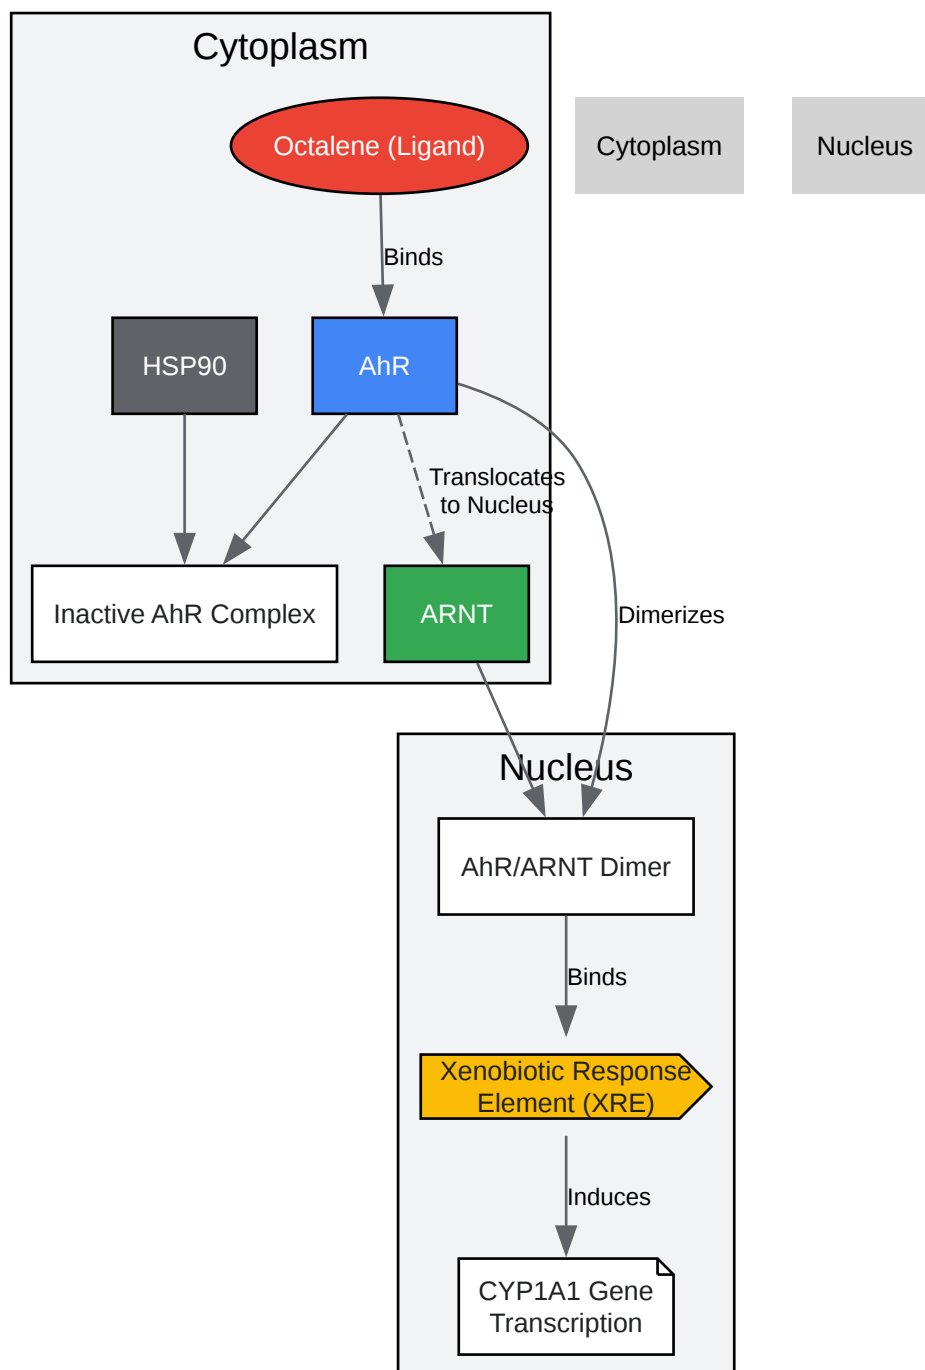 Cytoplasm
Octalene (Ligand)
Cytoplasm
Nucleus
Binds
HSP90
AhR
Translocates
to Nucleus
Inactive AhR Complex
ARNT
Dimerizes
Nucleus
AhR/ARNT Dimer
Binds
Xenobiotic Response
Element (XRE)
Induces
CYP1A1 Gene
Transcription